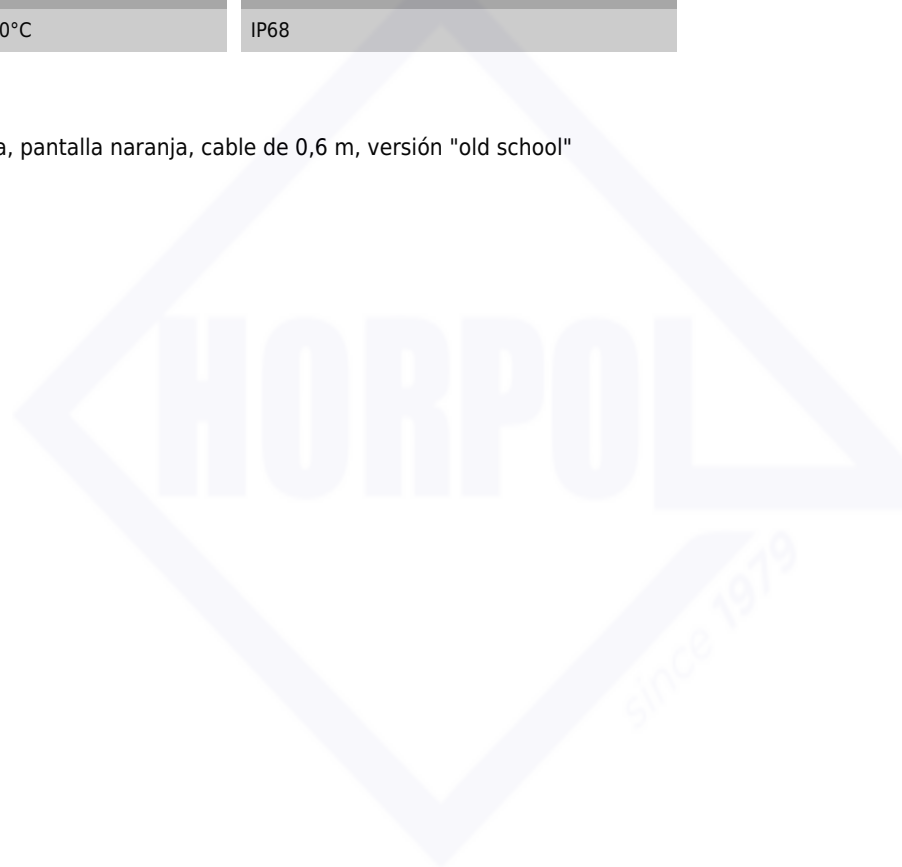 0°C IP68
a, pantalla naranja, cable de 0,6 m, versión "old school"
HORPOL
since 1979